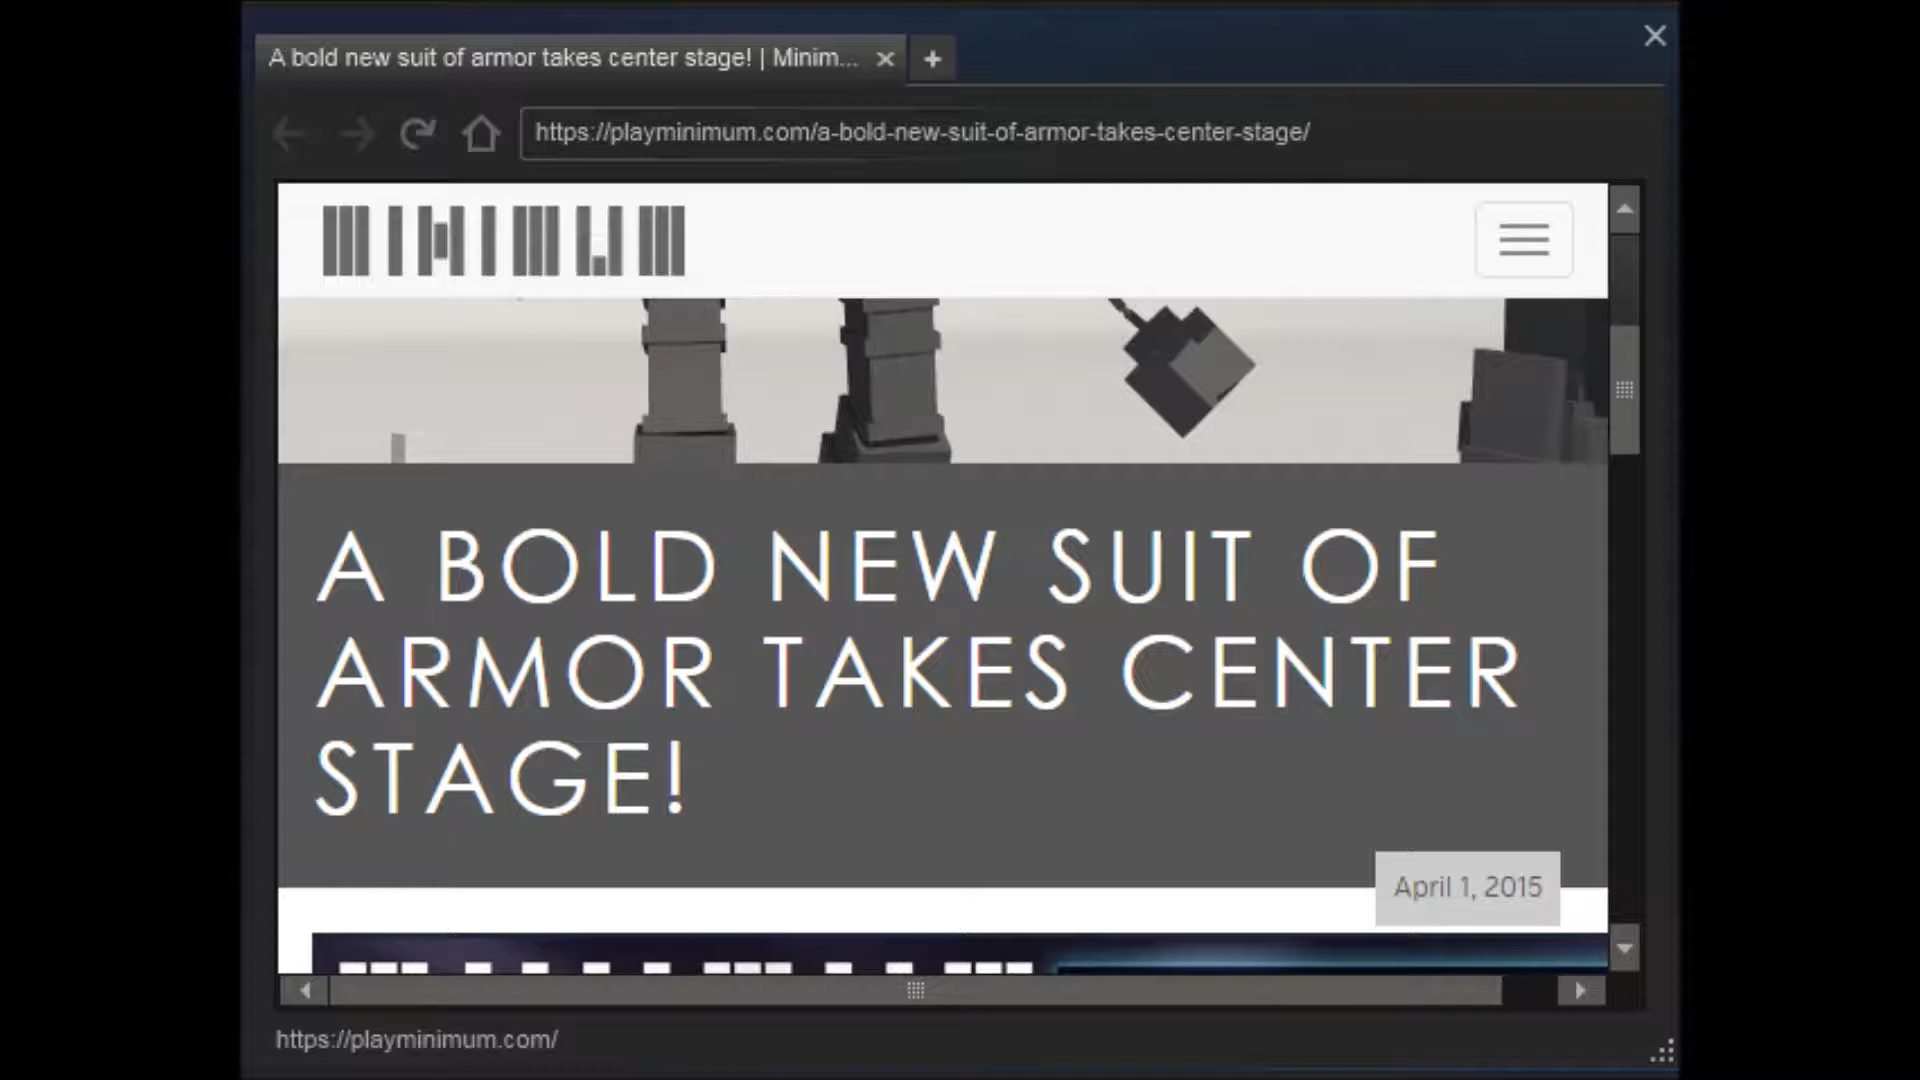 A bold new suit of armor takes center stage! | Minim...
https://playminimum.com/a-bold-new-suit-of-armor-takes-center-stage/
MINIMUM
A BOLD NEW SUIT OF
ARMOR TAKES CENTER
STAGE!
April 1, 2015
https://playminimum.com/